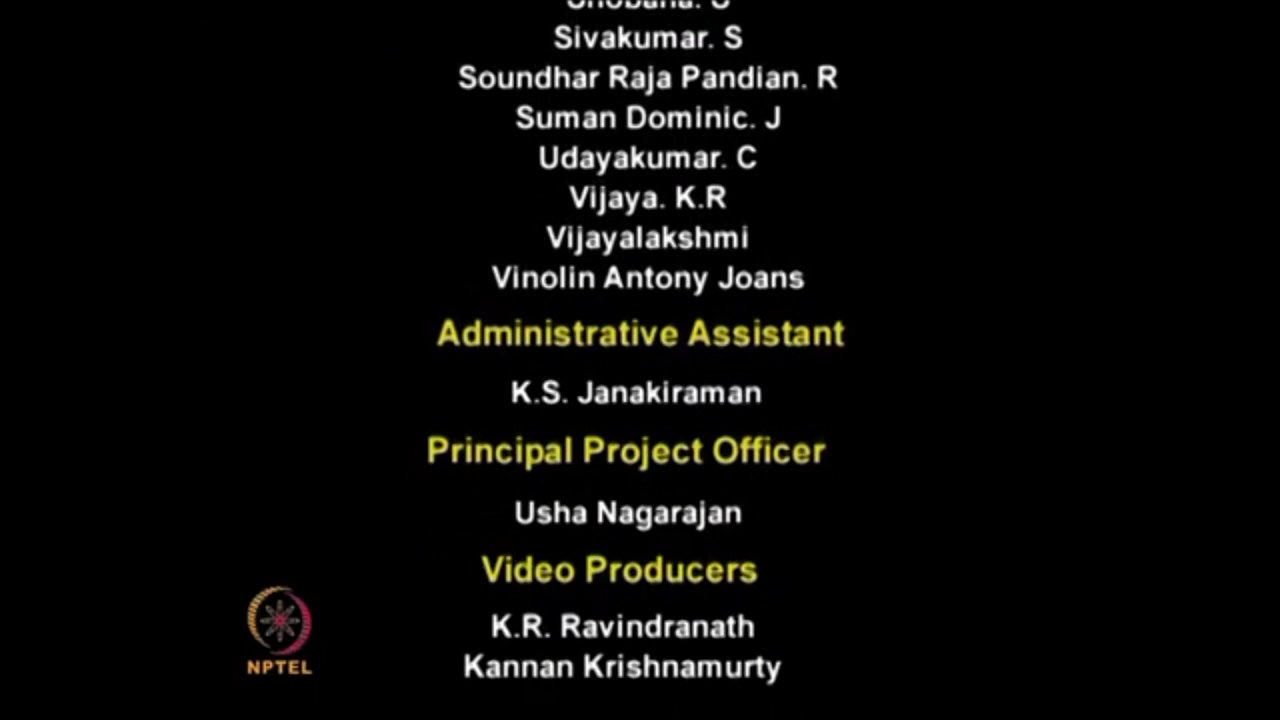 Shobana. S
Sivakumar. S
Soundhar Raja Pandian. R
Suman Dominic. J
Udayakumar. C
Vijaya. K.R
Vijayalakshmi
Vinolin Antony Joans
Administrative Assistant
K.S. Janakiraman
Principal Project Officer
Usha Nagarajan
Video Producers
K.R. Ravindranath
Kannan Krishnamurty
NPTEL